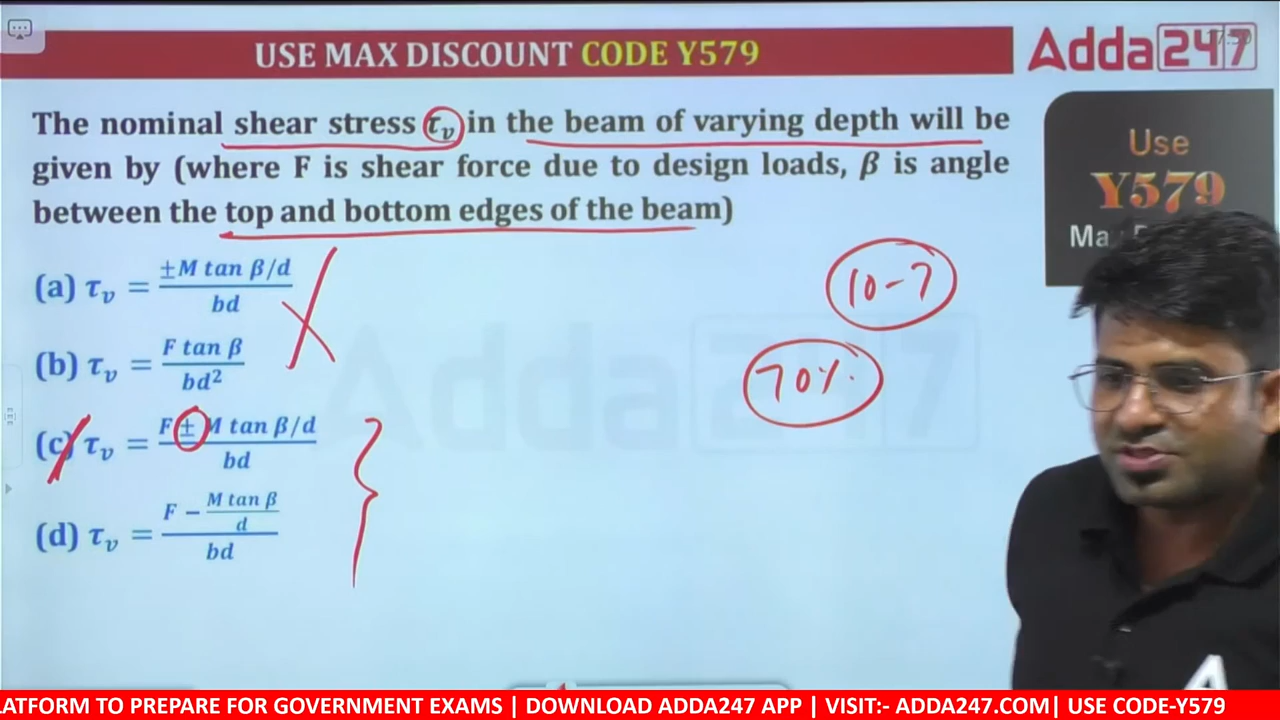 USE MAX DISCOUNT CODE Y579
Adda247
The nominal shear stress τᵥ in the beam of varying depth will be
given by (where F is shear force due to design loads, β is angle
between the top and bottom edges of the beam)
Use
Y579
Ma
(a) τᵥ = ±M tan β/d
bd
(b) τᵥ = F tan β
bd²
(c) τᵥ = F ± M tan β/d
bd
(d) τᵥ = F − M tan β
d
bd
10-7
70%
Adda247
LATFORM TO PREPARE FOR GOVERNMENT EXAMS | DOWNLOAD ADDA247 APP | VISIT:- ADDA247.COM| USE CODE-Y579